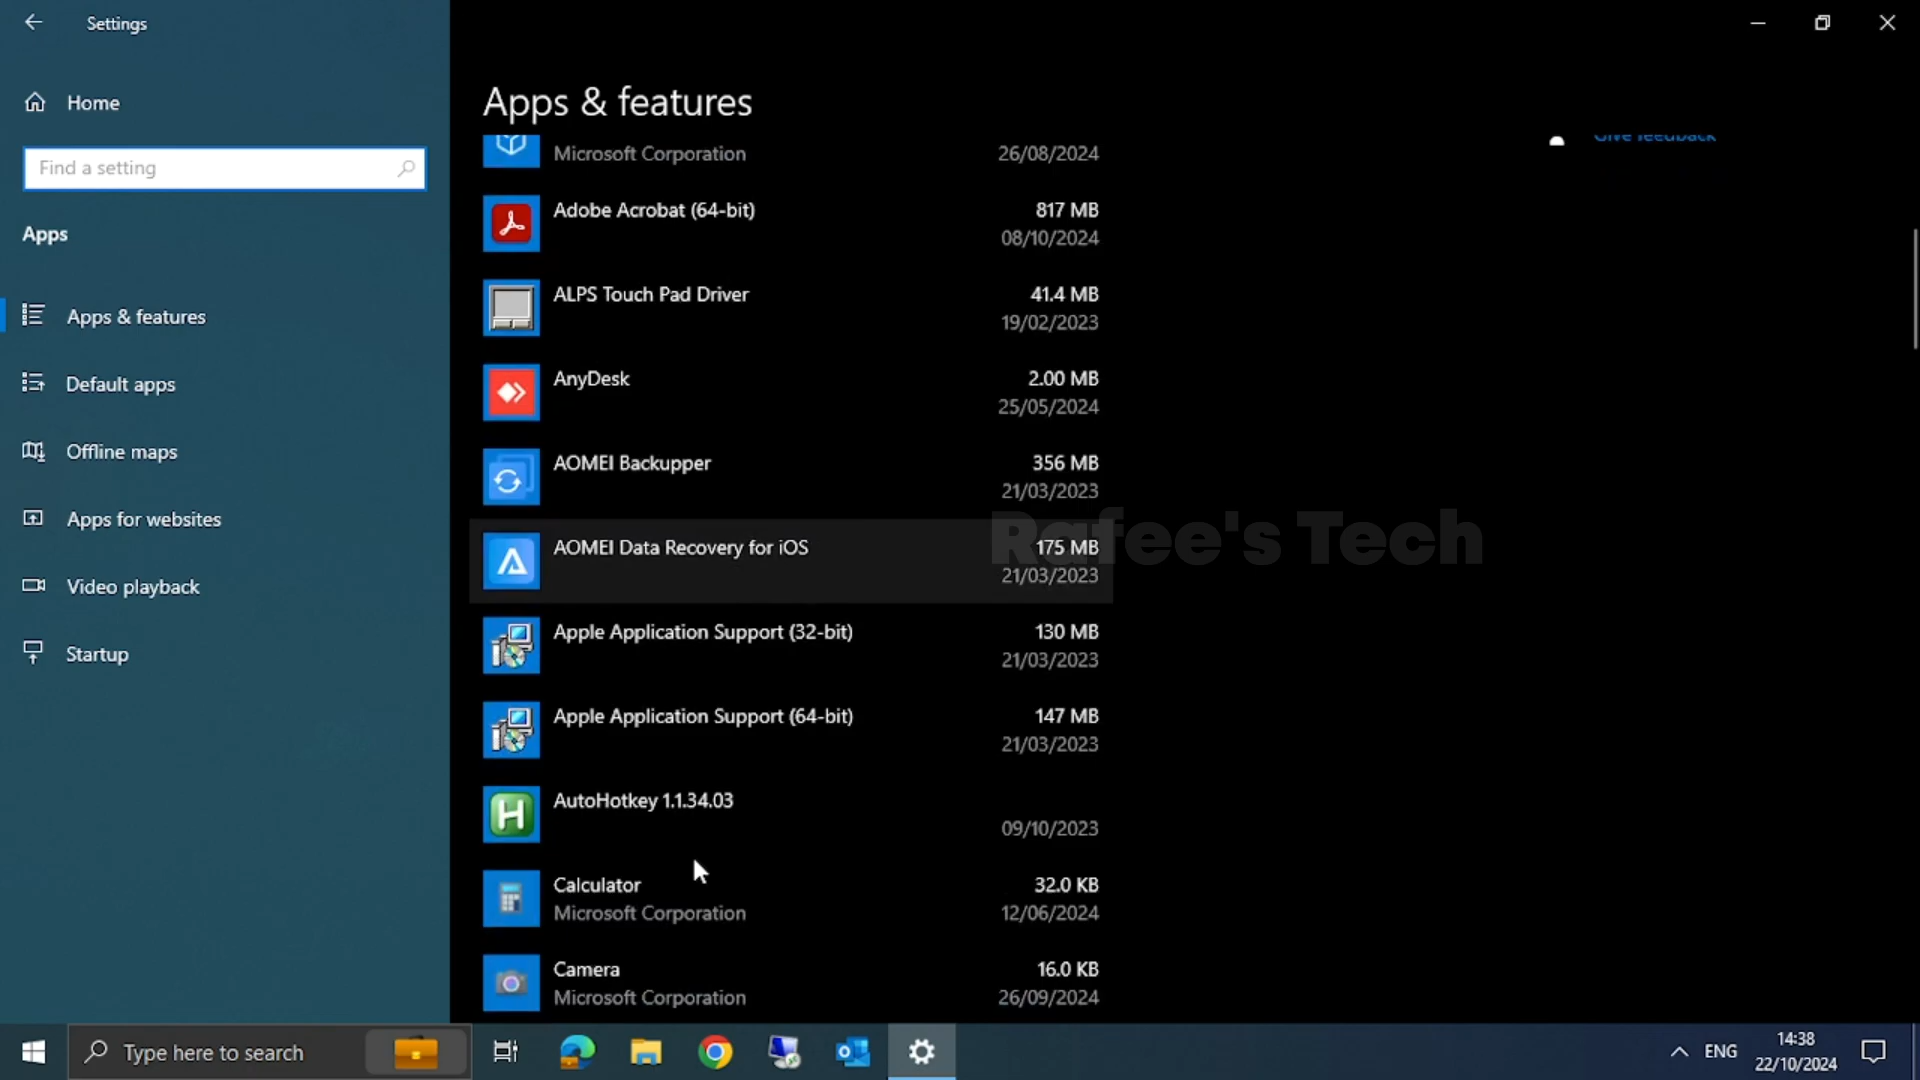 Settings
Home
Find a setting
Apps
Apps & features
Default apps
Offline maps
Apps for websites
Video playback
Startup
Apps & features
Give feedback
Microsoft Corporation 26/08/2024
Adobe Acrobat (64-bit) 817 MB
08/10/2024
ALPS Touch Pad Driver 41.4 MB
19/02/2023
AnyDesk 2.00 MB
25/05/2024
AOMEI Backupper 356 MB
21/03/2023
AOMEI Data Recovery for iOS 175 MB
21/03/2023
Rafee's Tech
Apple Application Support (32-bit) 130 MB
21/03/2023
Apple Application Support (64-bit) 147 MB
21/03/2023
AutoHotkey 1.1.34.03
09/10/2023
Calculator 32.0 KB
Microsoft Corporation 12/06/2024
Camera 16.0 KB
Microsoft Corporation 26/09/2024
Type here to search
ENG
14:38
22/10/2024